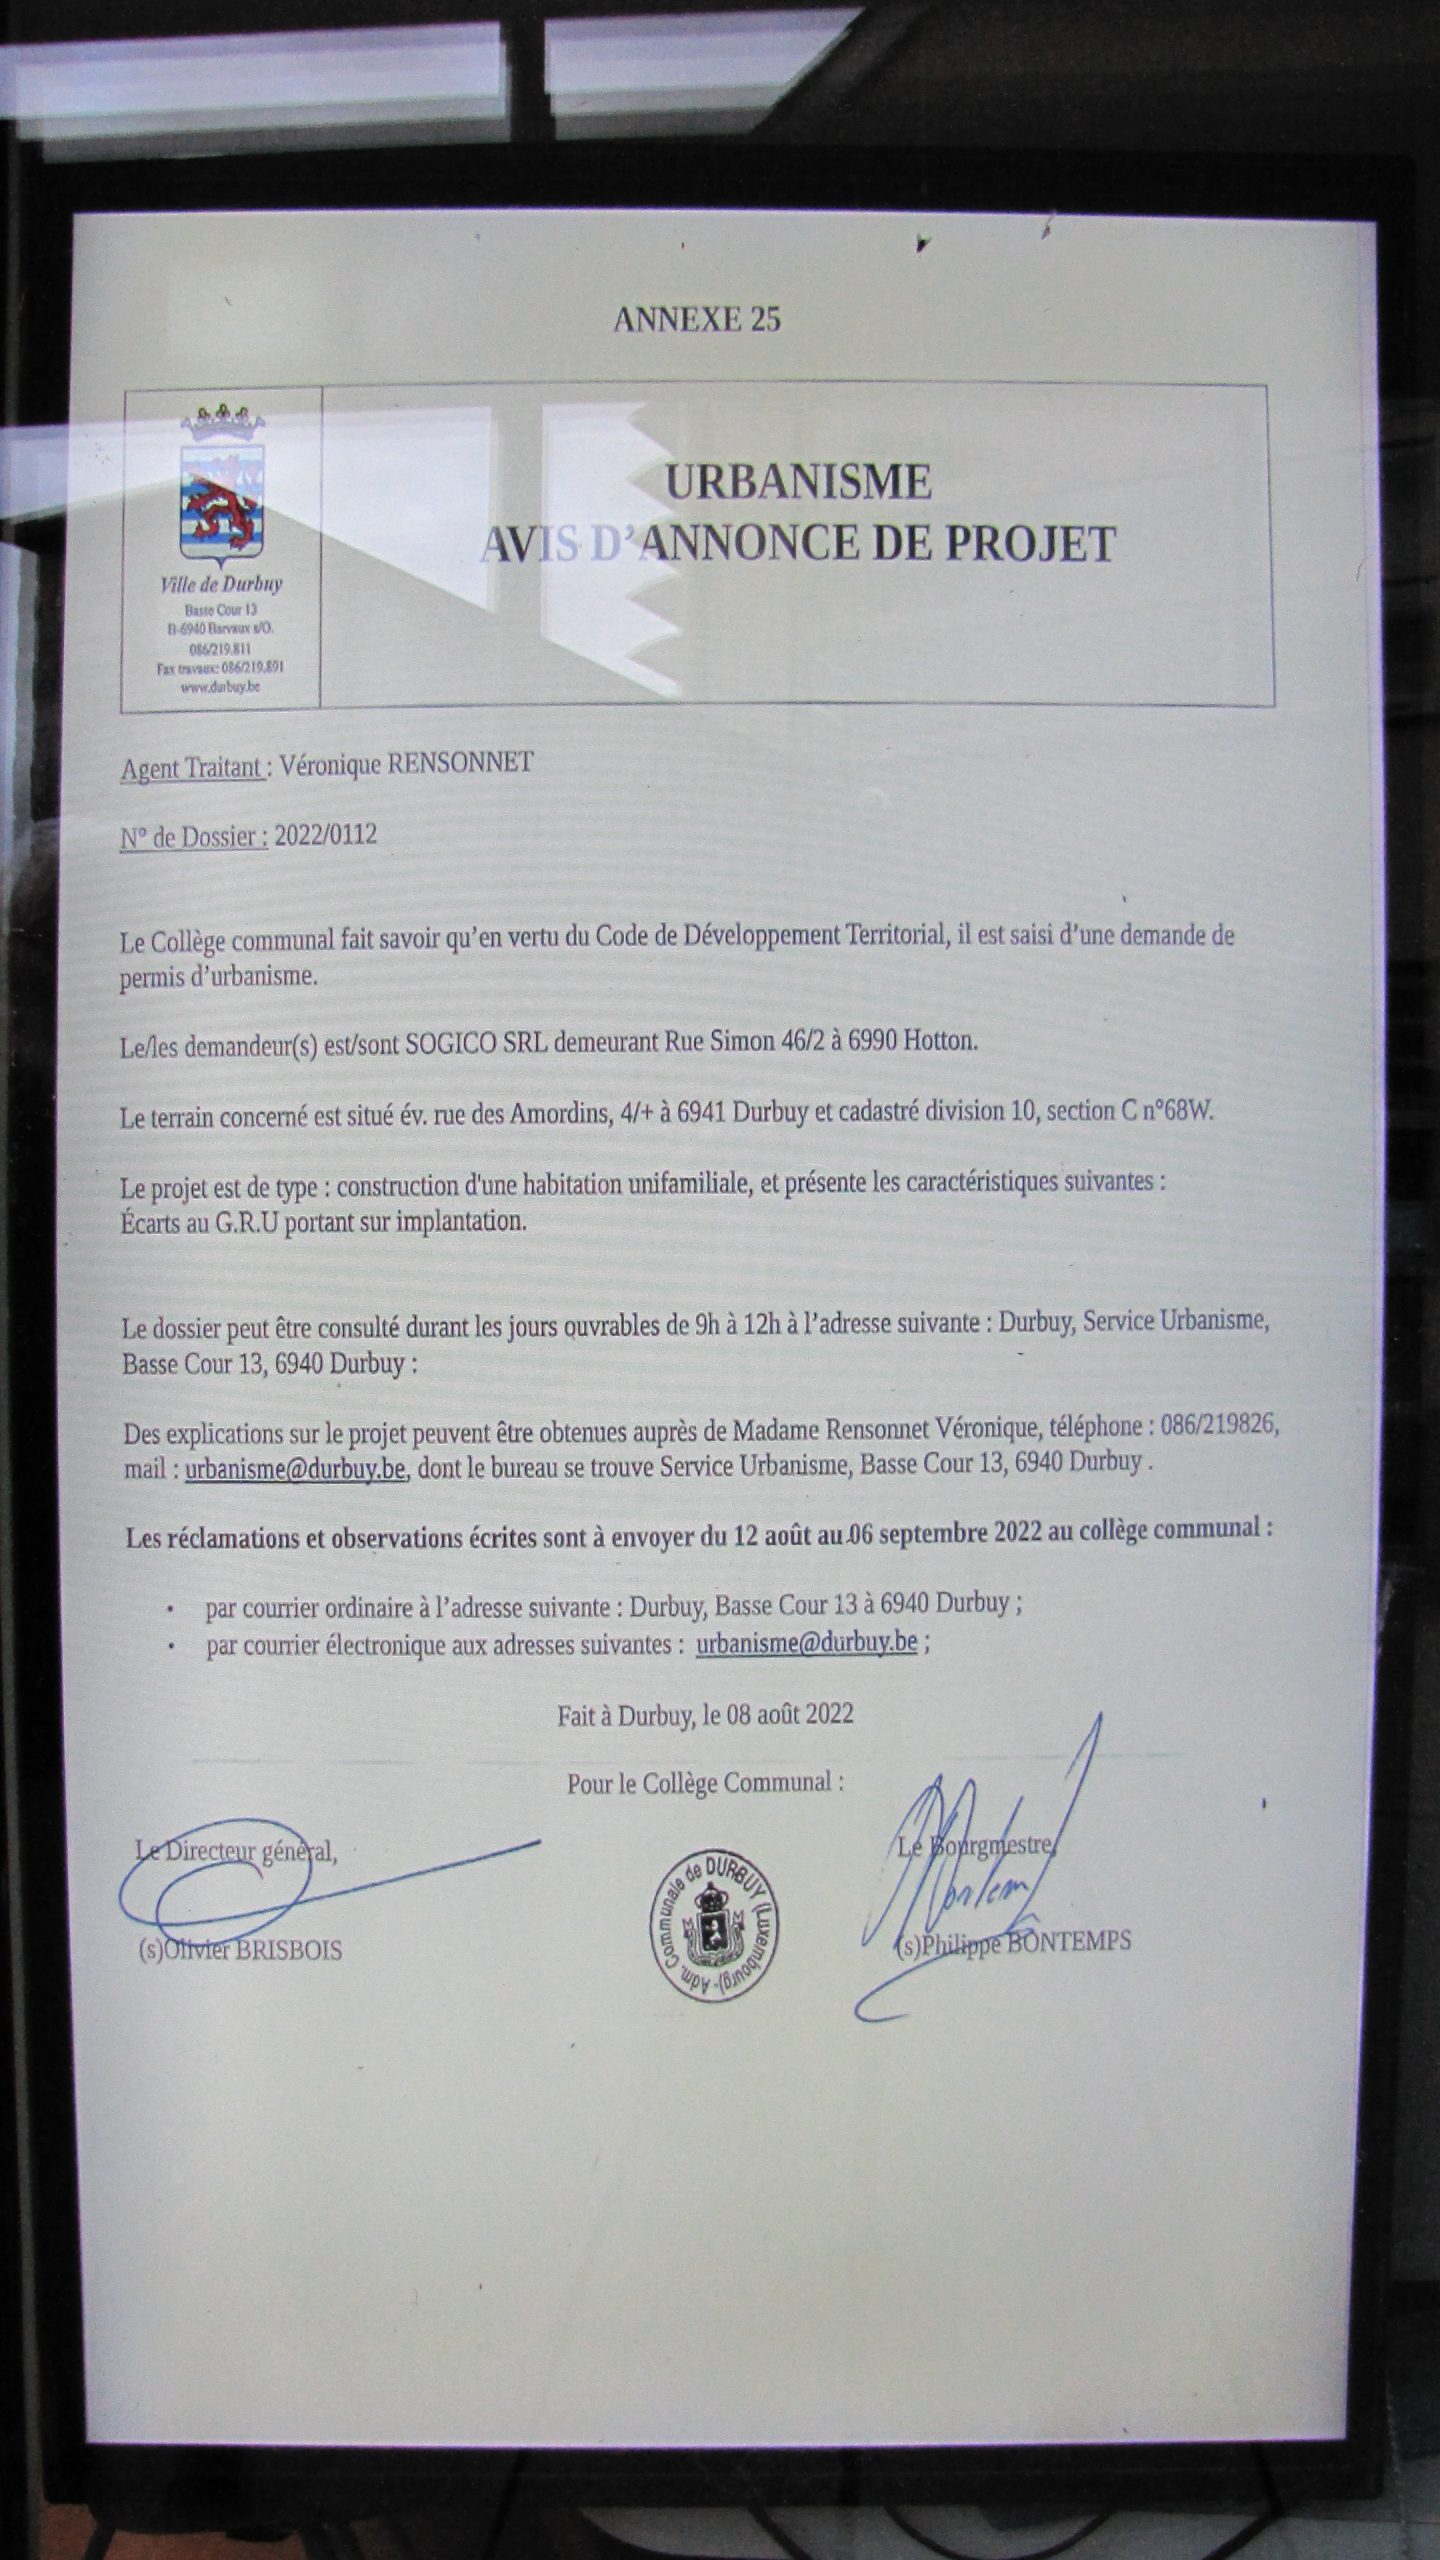 ANNEXE 25
URBANISME
AVIS D’ANNONCE DE PROJET
Ville de Durbuy
Basse Cour 13
B-6940 Barvaux s/O.
086/219.811
Fax travaux: 086/219.891
www.durbuy.be
Agent Traitant : Véronique RENSONNET
N° de Dossier : 2022/0112
Le Collège communal fait savoir qu’en vertu du Code de Développement Territorial, il est saisi d’une demande de
permis d’urbanisme.
Le/les demandeur(s) est/sont SOGICO SRL demeurant Rue Simon 46/2 à 6990 Hotton.
Le terrain concerné est situé év. rue des Amordins, 4/+ à 6941 Durbuy et cadastré division 10, section C n°68W.
Le projet est de type : construction d'une habitation unifamiliale, et présente les caractéristiques suivantes :
Écarts au G.R.U portant sur implantation.
Le dossier peut être consulté durant les jours ouvrables de 9h à 12h à l’adresse suivante : Durbuy, Service Urbanisme,
Basse Cour 13, 6940 Durbuy :
Des explications sur le projet peuvent être obtenues auprès de Madame Rensonnet Véronique, téléphone : 086/219826,
mail : urbanisme@durbuy.be, dont le bureau se trouve Service Urbanisme, Basse Cour 13, 6940 Durbuy .
Les réclamations et observations écrites sont à envoyer du 12 août au 06 septembre 2022 au collège communal :
• par courrier ordinaire à l’adresse suivante : Durbuy, Basse Cour 13 à 6940 Durbuy ;
• par courrier électronique aux adresses suivantes : urbanisme@durbuy.be ;
Fait à Durbuy, le 08 août 2022
Pour le Collège Communal :
Le Directeur général,
Le Bourgmestre,
Adm. Communale de DURBUY (Luxembourg)-
(s)Olivier BRISBOIS
(s)Philippe BONTEMPS